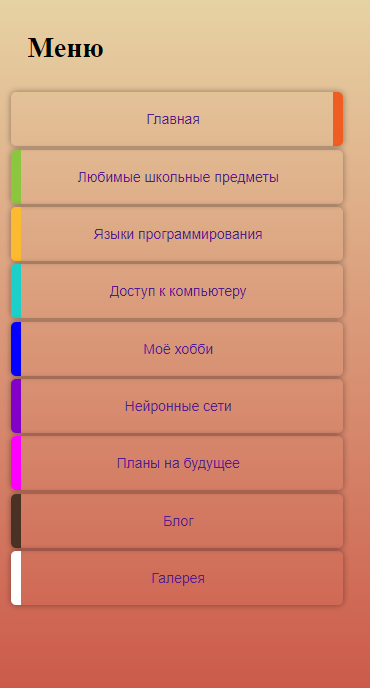 Меню
Главная
Любимые школьные предметы
Языки программирования
Доступ к компьютеру
Моё хобби
Нейронные сети
Планы на будущее
Блог
Галерея